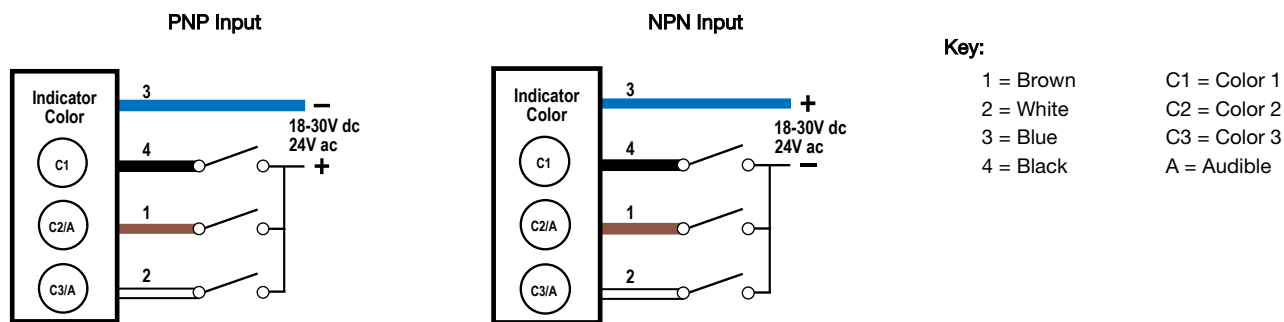 PNP Input
Indicator
Color
3
−
18-30V dc
24V ac
4
+
C1
1
C2/A
2
C3/A
NPN Input
Indicator
Color
3
+
18-30V dc
24V ac
4
−
C1
1
C2/A
2
C3/A
Key:
1 = Brown C1 = Color 1
2 = White C2 = Color 2
3 = Blue C3 = Color 3
4 = Black A = Audible